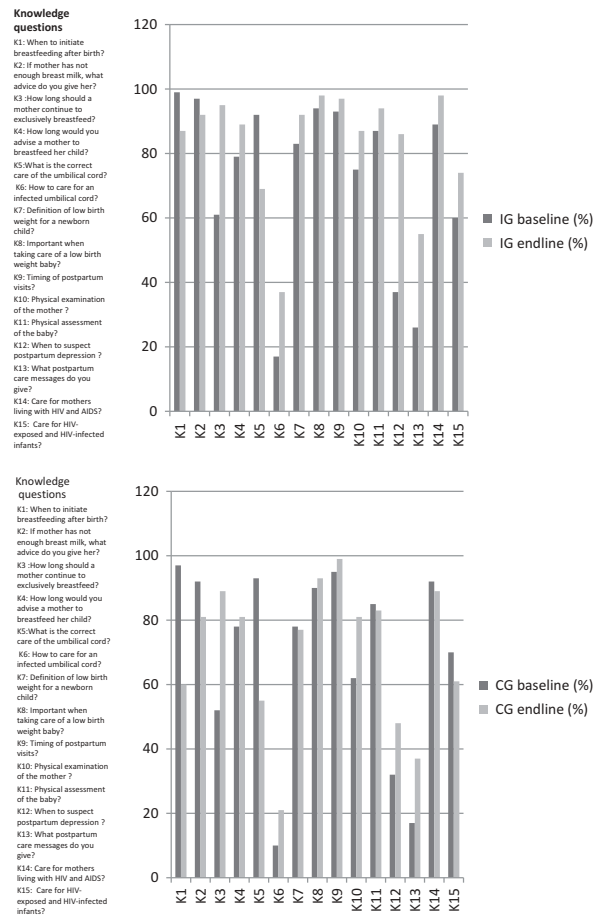 Knowledge
questions
K1: When to initiate
breastfeeding after birth?
K2: If mother has not
enough breast milk, what
advice do you give her?
K3 :How long should a
mother continue to
exclusively breastfeed?
K4: How long would you
advise a mother to
breastfeed her child?
K5:What is the correct
care of the umbilical cord?
K6: How to care for an
infected umbilical cord?
K7: Definition of low birth
weight for a newborn
child?
K8: Important when
taking care of a low birth
weight baby?
K9: Timing of postpartum
visits?
K10: Physical examination
of the mother ?
K11: Physical assessment
of the baby?
K12: When to suspect
postpartum depression ?
K13: What postpartum
care messages do you
give?
K14: Care for mothers
living with HIV and AIDS?
K15: Care for HIV-
exposed and HIV-infected
infants?
120
100
80
60
40
20
0
K1 K2 K3 K4 K5 K6 K7 K8 K9 K10 K11 K12 K13 K14 K15
IG baseline (%)
IG endline (%)
Knowledge
questions
K1: When to initiate
breastfeeding after birth?
K2: If mother has not
enough breast milk, what
advice do you give her?
K3 :How long should a
mother continue to
exclusively breastfeed?
K4: How long would you
advise a mother to
breastfeed her child?
K5:What is the correct
care of the umbilical cord?
K6: How to care for an
infected umbilical cord?
K7: Definition of low birth
weight for a newborn
child?
K8: Important when
taking care of a low birth
weight baby?
K9: Timing of postpartum
visits?
K10: Physical examination
of the mother ?
K11: Physical assessment
of the baby?
K12: When to suspect
postpartum depression ?
K13: What postpartum
care messages do you
give?
K14: Care for mothers
living with HIV and AIDS?
K15: Care for HIV-
exposed and HIV-infected
infants?
120
100
80
60
40
20
0
K1 K2 K3 K4 K5 K6 K7 K8 K9 K10 K11 K12 K13 K14 K15
CG baseline (%)
CG endline (%)